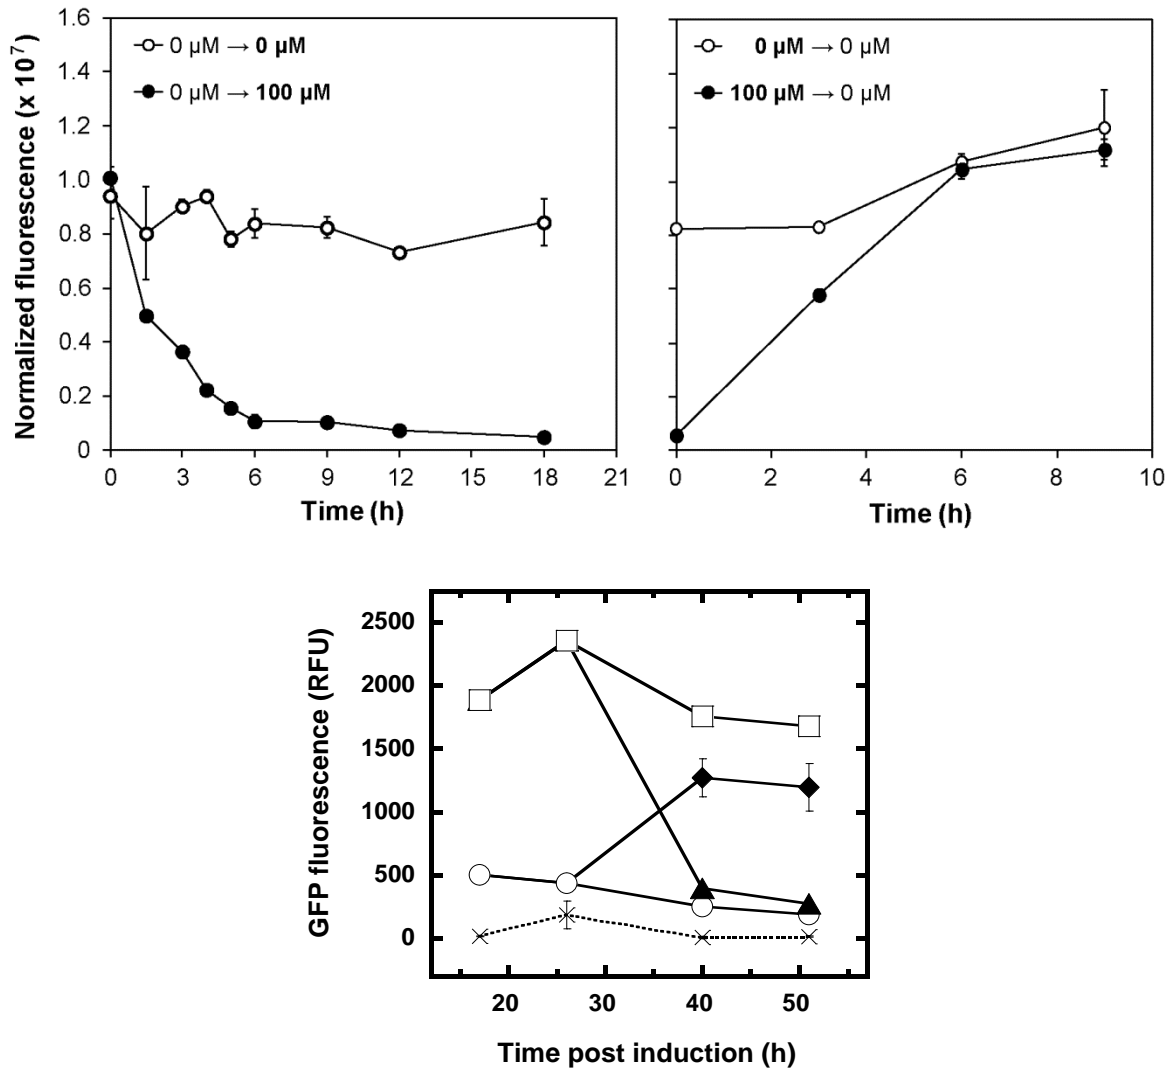 Normalized fluorescence (x 10⁷)
1.6
1.4
1.2
1.0
0.8
0.6
0.4
0.2
0
0 µM → 0 µM
0 µM → 100 µM
0 3 6 9 12 15 18 21
Time (h)
0 µM → 0 µM
100 µM → 0 µM
0 2 4 6 8 10
Time (h)
GFP fluorescence (RFU)
2500
2000
1500
1000
500
0
20 30 40 50
Time post induction (h)